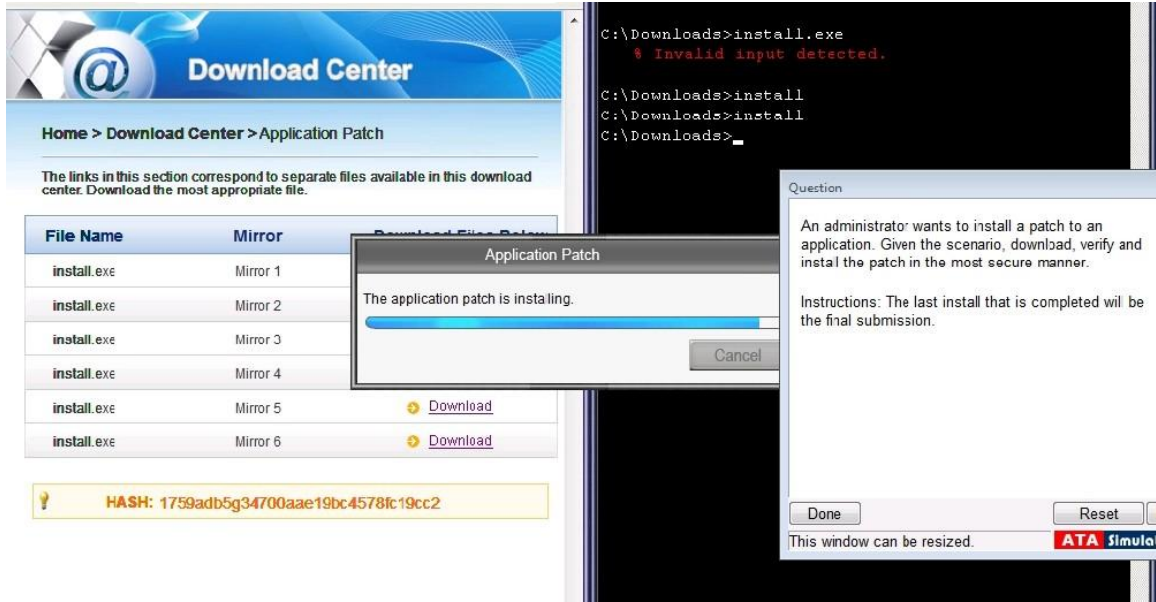 Download Center
Home > Download Center >Application Patch
The links in this section correspond to separate files available in this download
center. Download the most appropriate file.
File Name Mirror
install.exe Mirror 1
install.exe Mirror 2
install.exe Mirror 3
install.exe Mirror 4
install.exe Mirror 5 Download
install.exe Mirror 6 Download
HASH: 1759adb5g34700aae19bc4578fc19cc2
C:\Downloads>install.exe
% Invalid input detected.
C:\Downloads>install
C:\Downloads>install
C:\Downloads>
Application Patch
The application patch is installing.
Cancel
Question
An administrator wants to install a patch to an
application. Given the scenario, download, verify and
install the patch in the most secure manner.
Instructions: The last install that is completed will be
the final submission.
Done Reset
This window can be resized. ATA